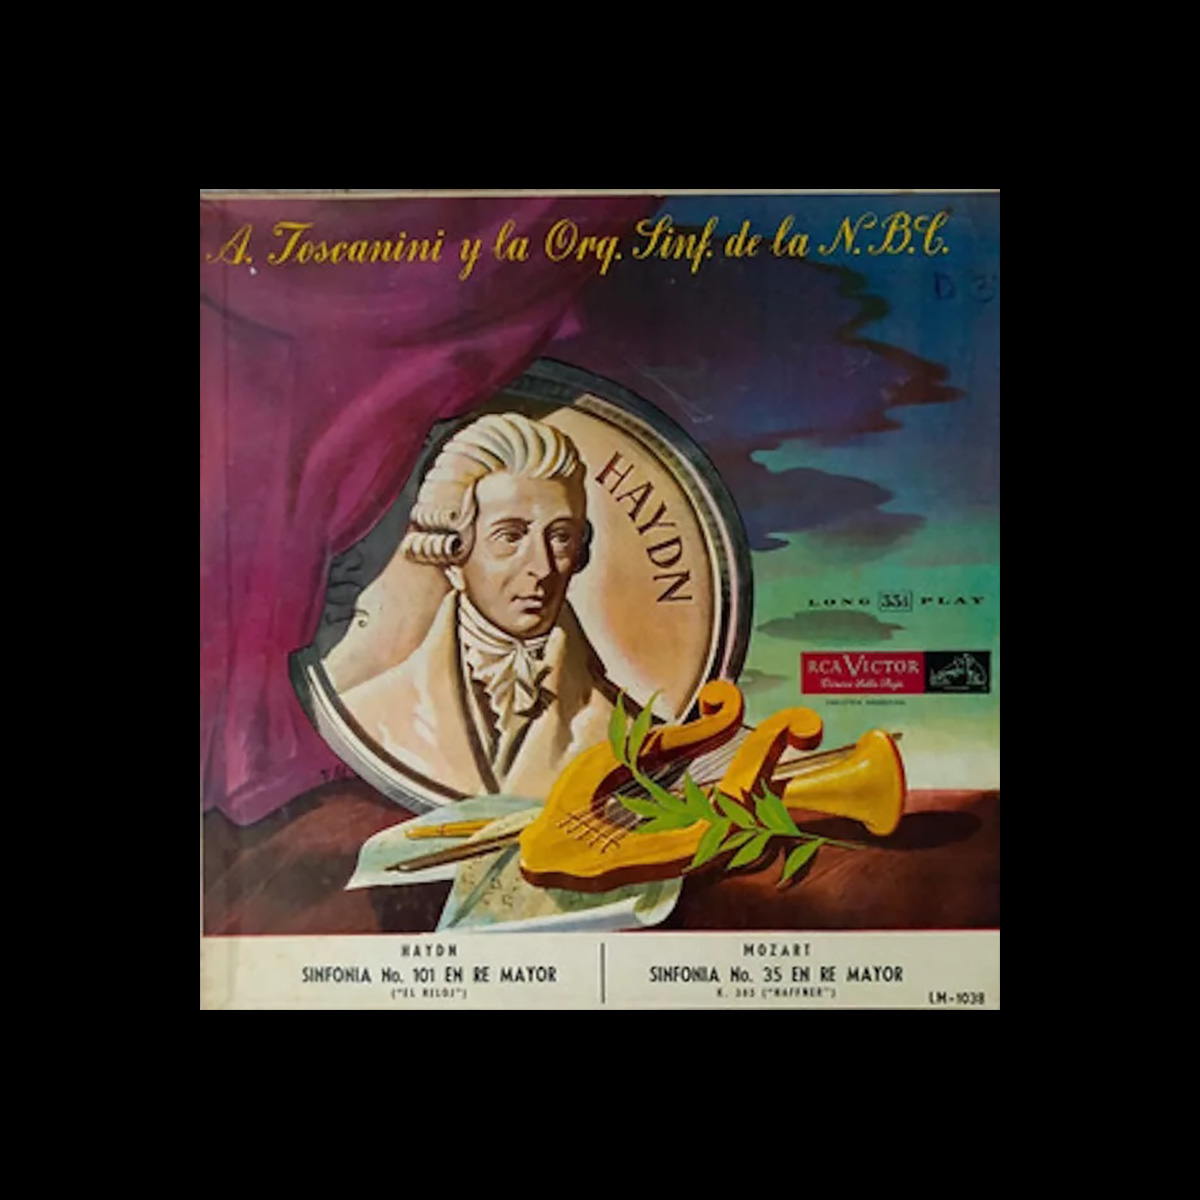 A. Toscanini y la Orq. Sinf. de la N.B.C.
D 3
HAYDN
LONG 33⅓ PLAY
RCA VICTOR
HAYDN
SINFONIA No. 101 EN RE MAYOR
("EL RELOJ")
MOZART
SINFONIA No. 35 EN RE MAYOR
K. 385 ("HAFFNER")
LM-1038